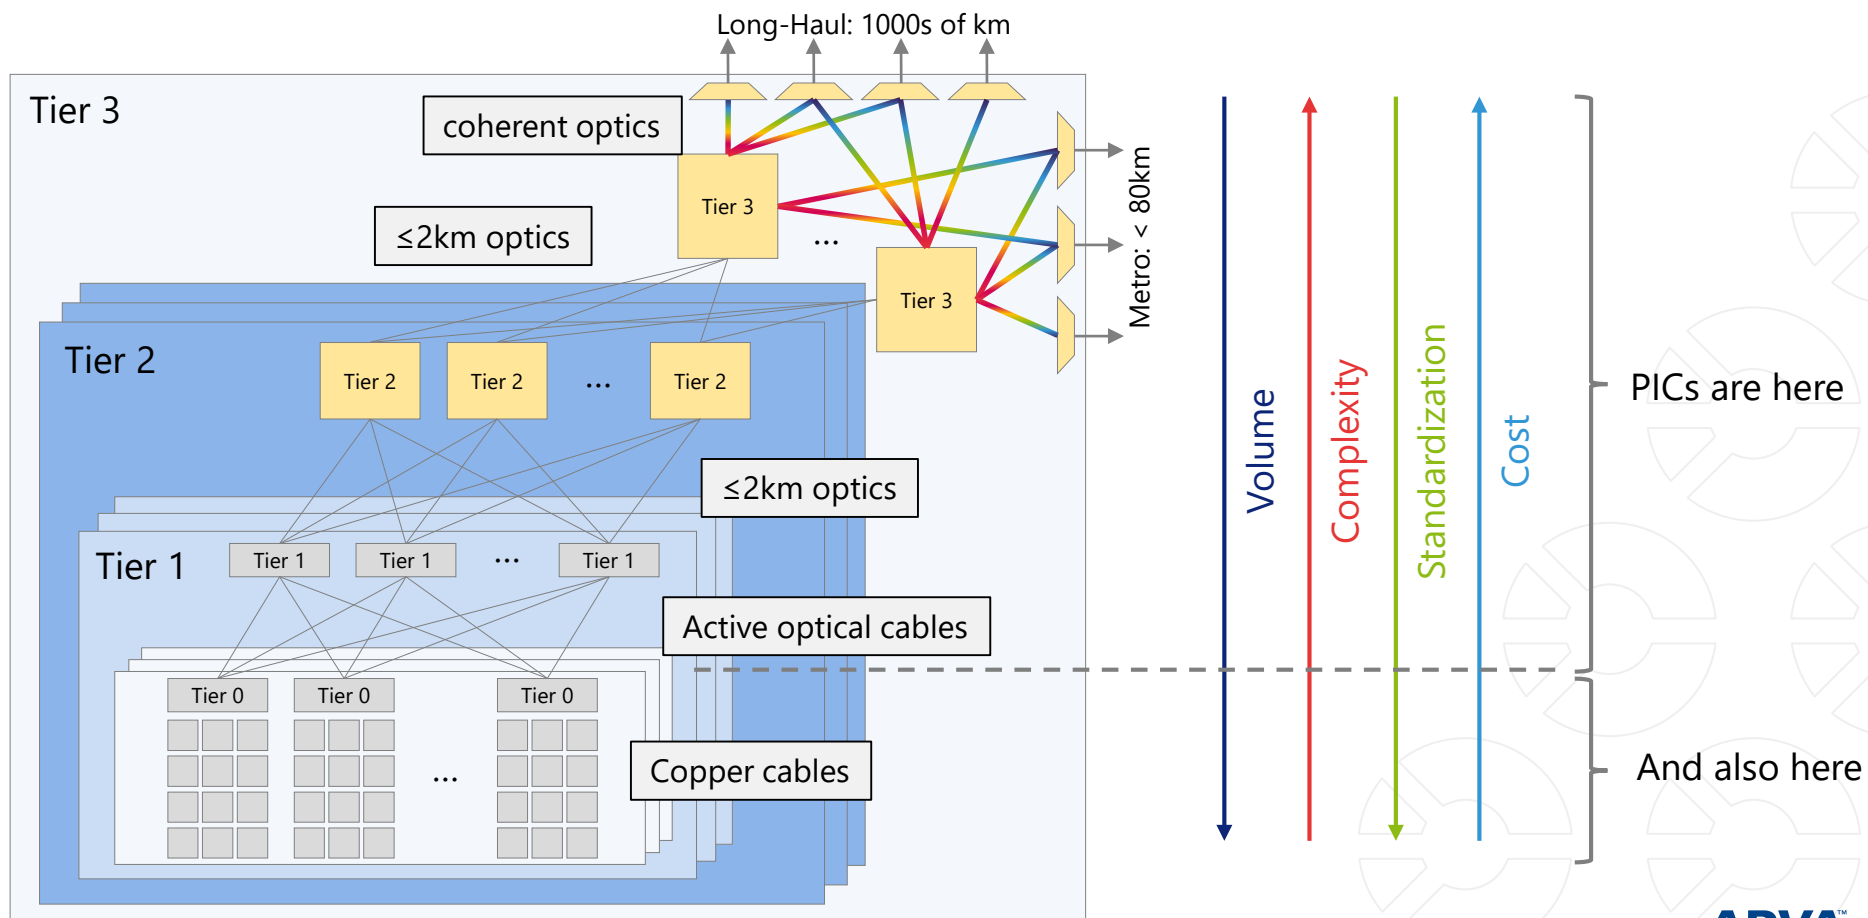 Long-Haul: 1000s of km
Tier 3
coherent optics
Tier 3
≤2km optics
...
Tier 3
Metro: < 80km
Tier 2
Tier 2
Tier 2
...
Tier 2
≤2km optics
Tier 1
Tier 1
Tier 1
...
Tier 1
Active optical cables
Tier 0
Tier 0
Tier 0
...
Copper cables
Volume
Complexity
Standardization
Cost
PICs are here
And also here